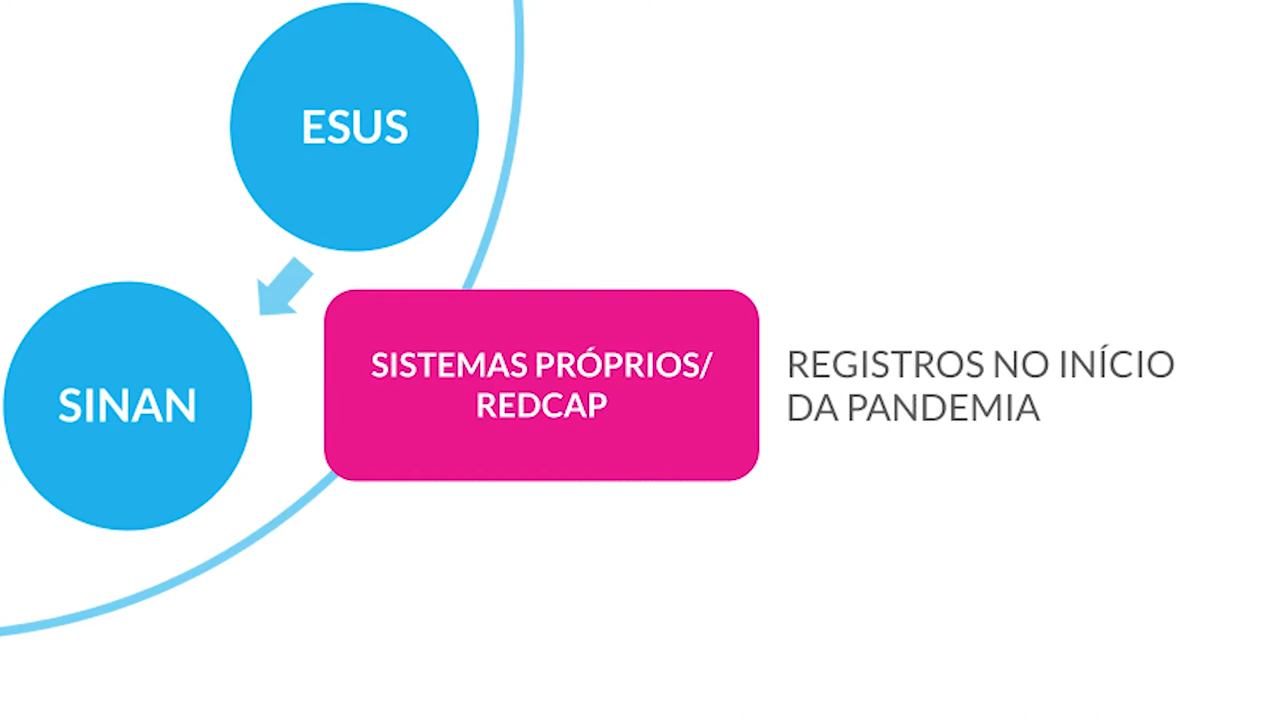 ESUS
SINAN
SISTEMAS PRÓPRIOS/
REDCAP
REGISTROS NO INÍCIO
DA PANDEMIA